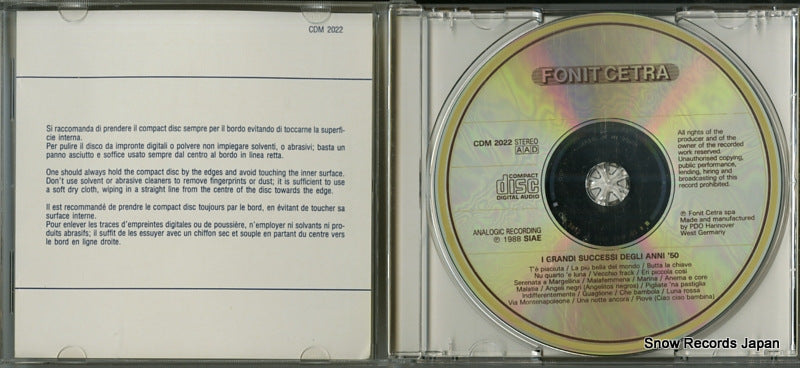 CDM 2022
Si raccomanda di prendere il compact disc sempre per il bordo evitando di toccarne la superfi-
cie interna.
Per pulire il disco da impronte digitali o polvere non impiegare solventi, o abrasivi; basta un
panno asciutto e soffice usato sempre dal centro al bordo in linea retta.
One should always hold the compact disc by the edges and avoid touching the inner surface.
Don't use solvent or abrasive cleaners to remove fingerprints or dust; it is sufficient to use
a soft dry cloth, wiping in a straight line from the centre of the disc towards the edge.
Il est recommandé de prendre le compact disc toujours par le bord, en évitant de toucher sa
surface interne.
Pour enlever les traces d'empreintes digitales ou de poussière, n'employer ni solvants ni pro-
duits abrasifs; il suffit de les essuyer avec un chiffon sec et souple en partant du centre vers
le bord en ligne droite.
FONIT CETRA
CDM 2022 STEREO
AAD
COMPACT
disc
DIGITAL AUDIO
All rights of the
producer and of the
owner of the recorded
work reserved.
Unauthorised copying,
public performance,
lending, hiring and
broadcasting of this
record prohibited.
ANALOGIC RECORDING
℗ 1988 SIAE
℗ Fonit Cetra spa
Made and manufactured
by PDO Hannover
West Germany
I GRANDI SUCCESSI DEGLI ANNI '50
T'è piaciuta / La più bella del mondo / Butta la chiave
Nu quarto 'e luna / Vecchio frack / En piccola così
Serenata a Margellina / Malafemmena / Marina / Anema e core
Malatia / Angeli negri (Angelitos negros) / Pigliate 'na pastiglia
Indifferentemente / Guaglione / Che bambola / Luna rossa
Via Montenapoleone / Una notte ancora / Piove (Ciao ciao bambina)
Snow Records Japan